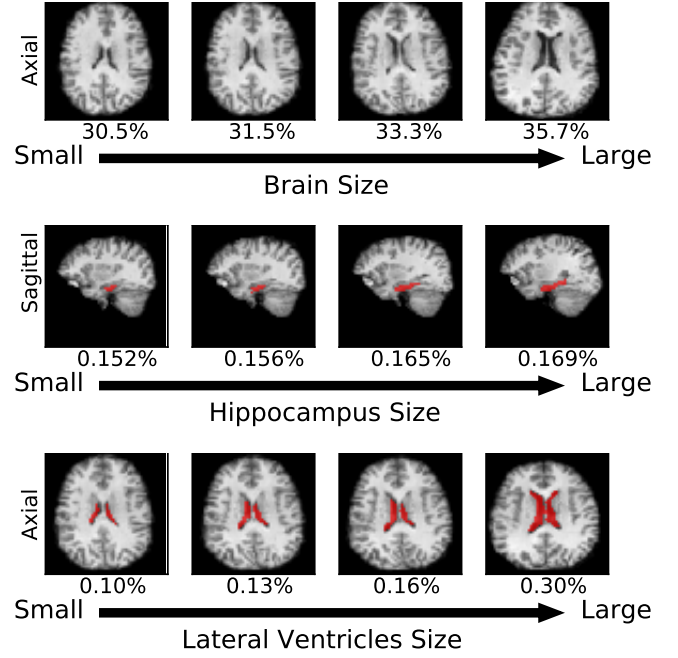 Axial
30.5% 31.5% 33.3% 35.7%
Small Large
Brain Size
Sagittal
0.152% 0.156% 0.165% 0.169%
Small Large
Hippocampus Size
Axial
0.10% 0.13% 0.16% 0.30%
Small Large
Lateral Ventricles Size